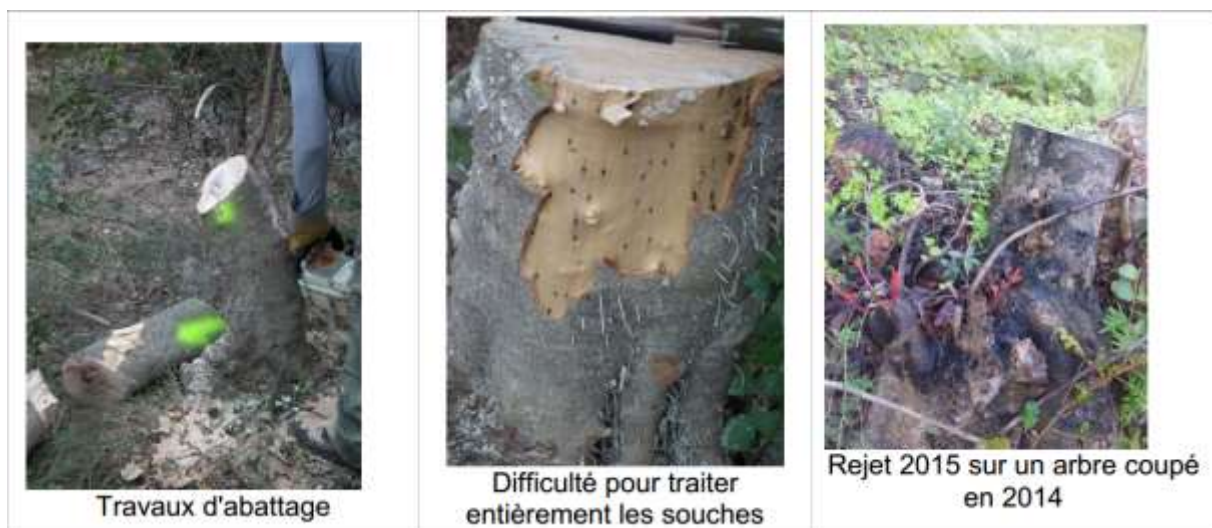 Travaux d'abattage
Difficulté pour traiter
entièrement les souches
Rejet 2015 sur un arbre coupé
en 2014